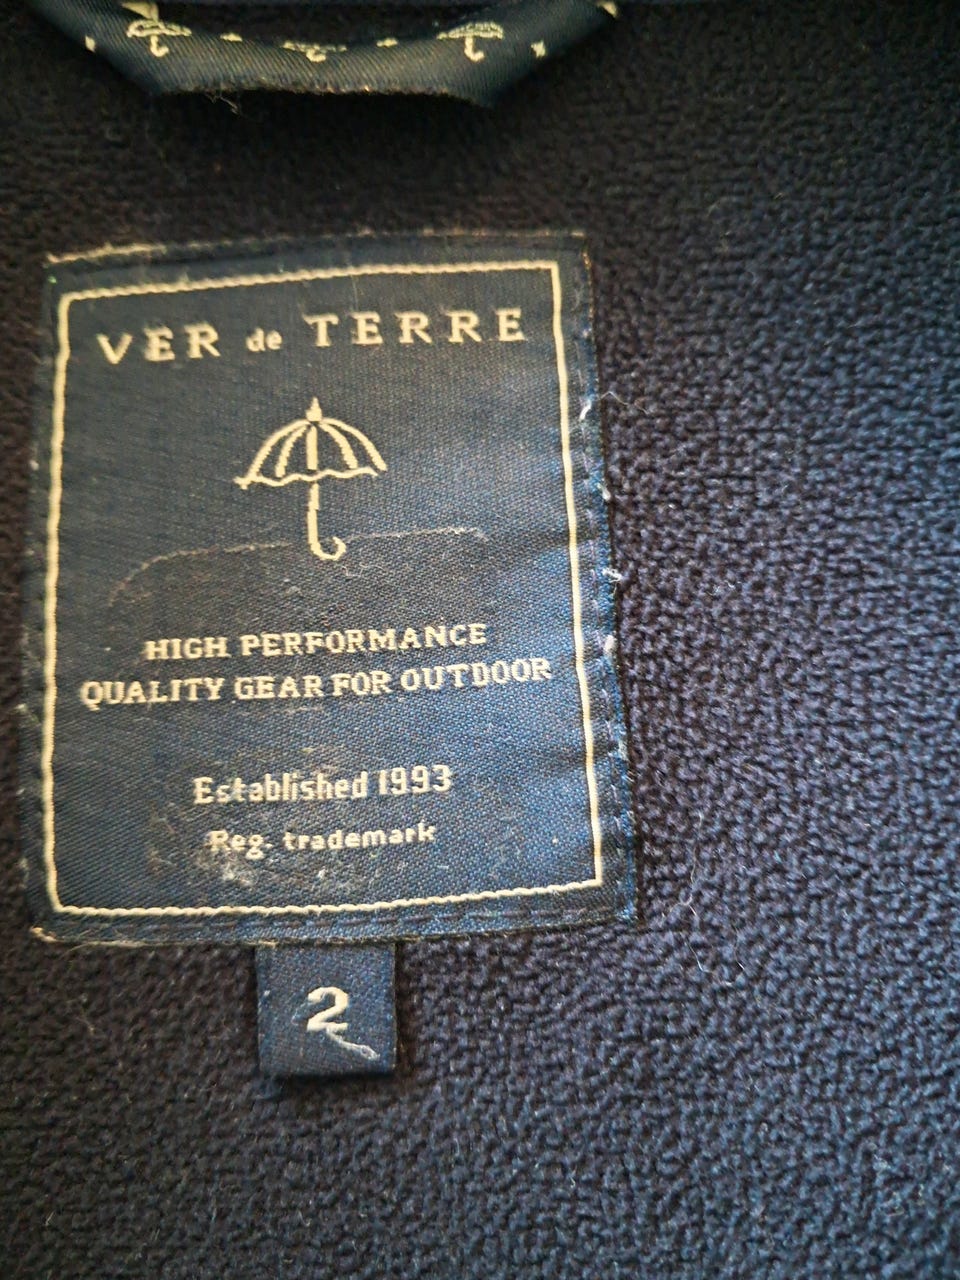 VER de TERRE
HIGH PERFORMANCE
QUALITY GEAR FOR OUTDOOR
Established 1993
Reg. trademark
2